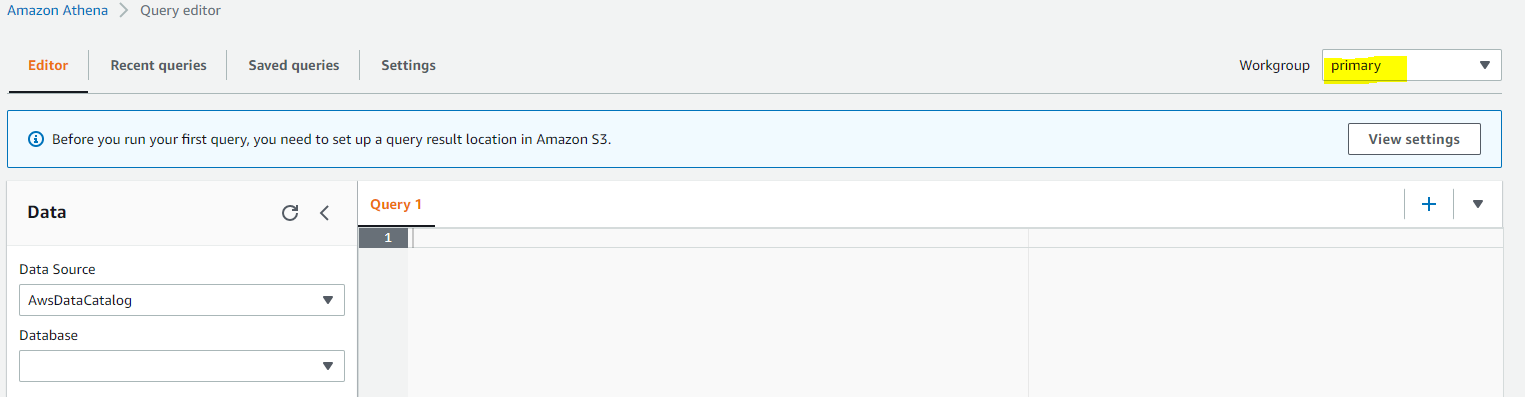 Amazon Athena Query editor
Editor Recent queries Saved queries Settings Workgroup primary
Before you run your first query, you need to set up a query result location in Amazon S3. View settings
Data
Query 1
1
Data Source
AwsDataCatalog
Database